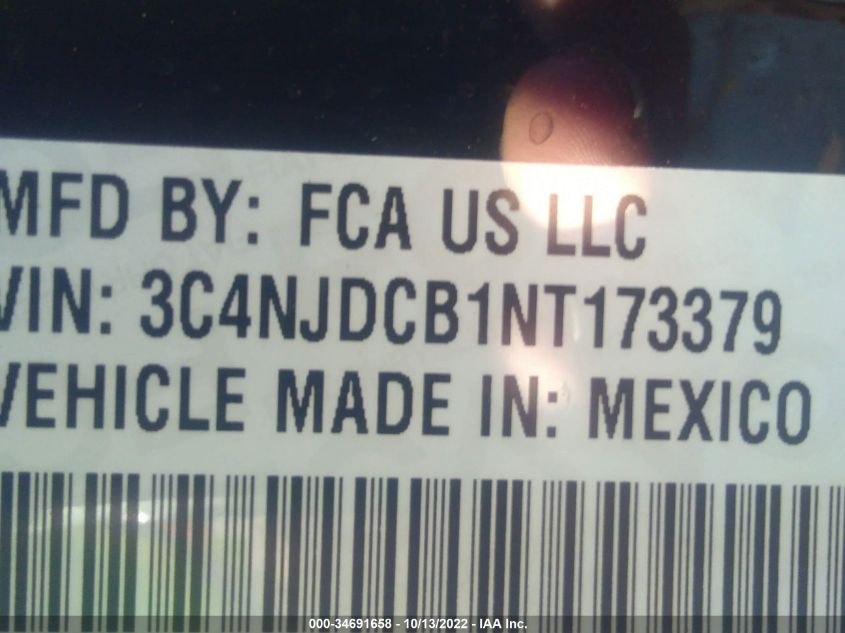 MFD BY: FCA US LLC
VIN: 3C4NJDCB1NT173379
VEHICLE MADE IN: MEXICO
000-34691658 - 10/13/2022 - IAA Inc.